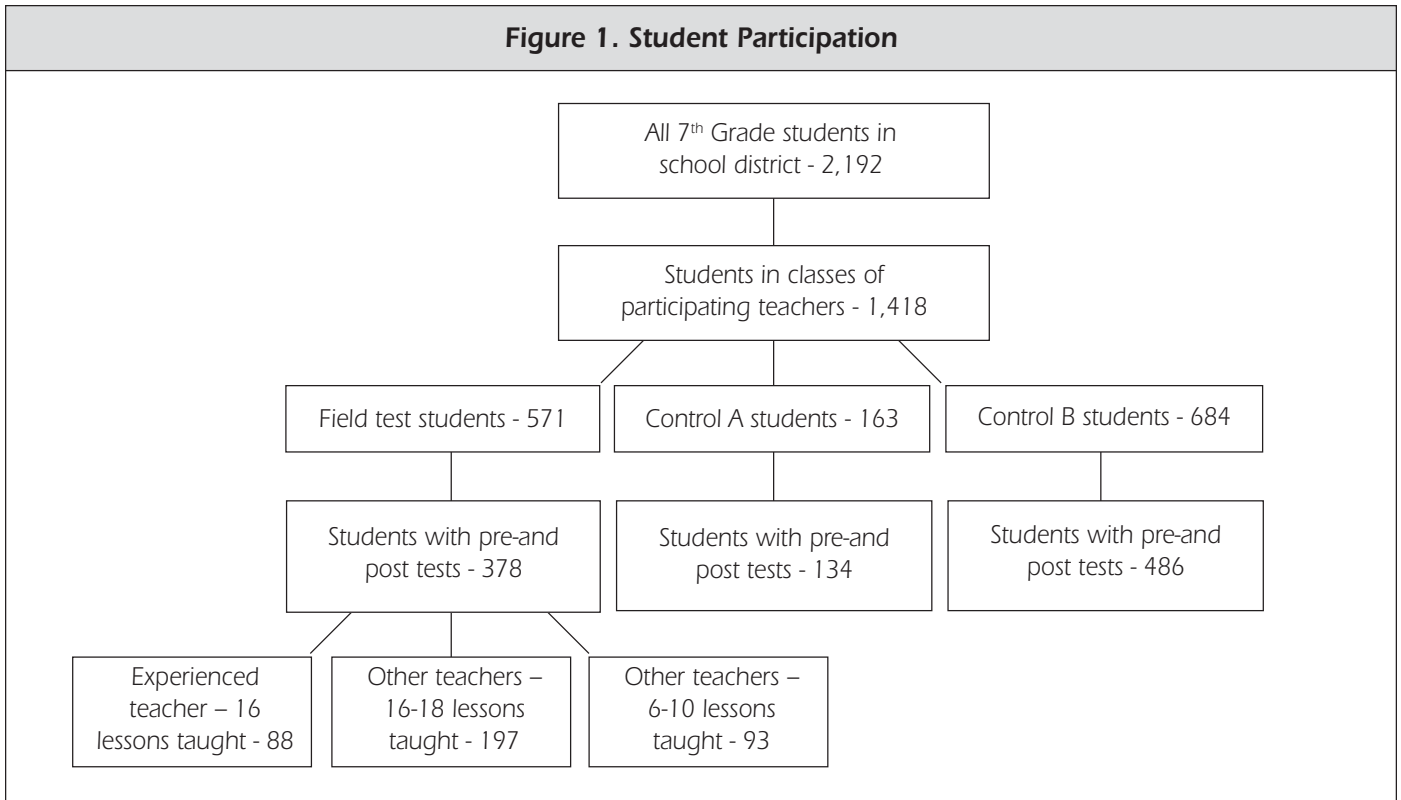 Figure 1. Student Participation
All 7th Grade students in
school district - 2,192
Students in classes of
participating teachers - 1,418
Field test students - 571
Control A students - 163
Control B students - 684
Students with pre-and
post tests - 378
Students with pre-and
post tests - 134
Students with pre-and
post tests - 486
Experienced
teacher – 16
lessons taught - 88
Other teachers –
16-18 lessons
taught - 197
Other teachers –
6-10 lessons
taught - 93